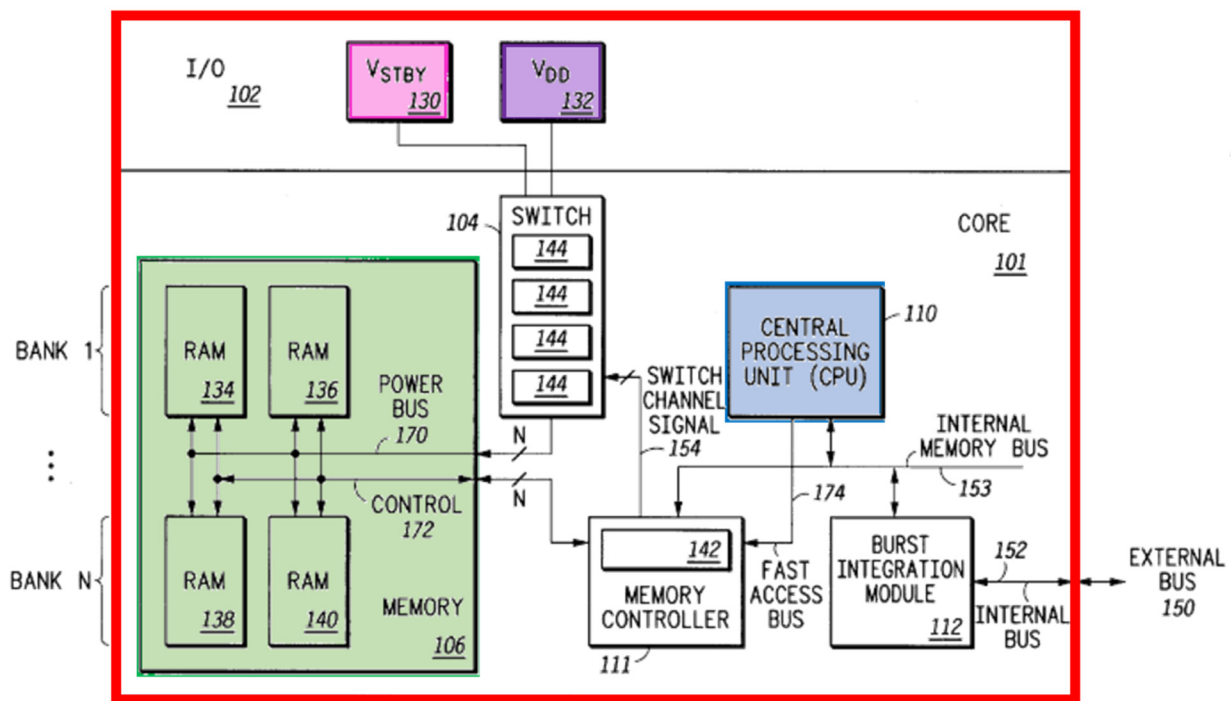 I/O
102
VSTBY
130
VDD
132
SWITCH
104
144
144
144
144
CORE
101
BANK 1
RAM
134
RAM
136
POWER
BUS
170
N
SWITCH
CHANNEL
SIGNAL
154
CENTRAL
PROCESSING
UNIT (CPU)
110
INTERNAL
MEMORY BUS
153
...
CONTROL
172
N
174
BANK N
RAM
138
RAM
140
MEMORY
106
142
MEMORY
CONTROLLER
111
FAST
ACCESS
BUS
BURST
INTEGRATION
MODULE
112
152
INTERNAL
BUS
EXTERNAL
BUS
150